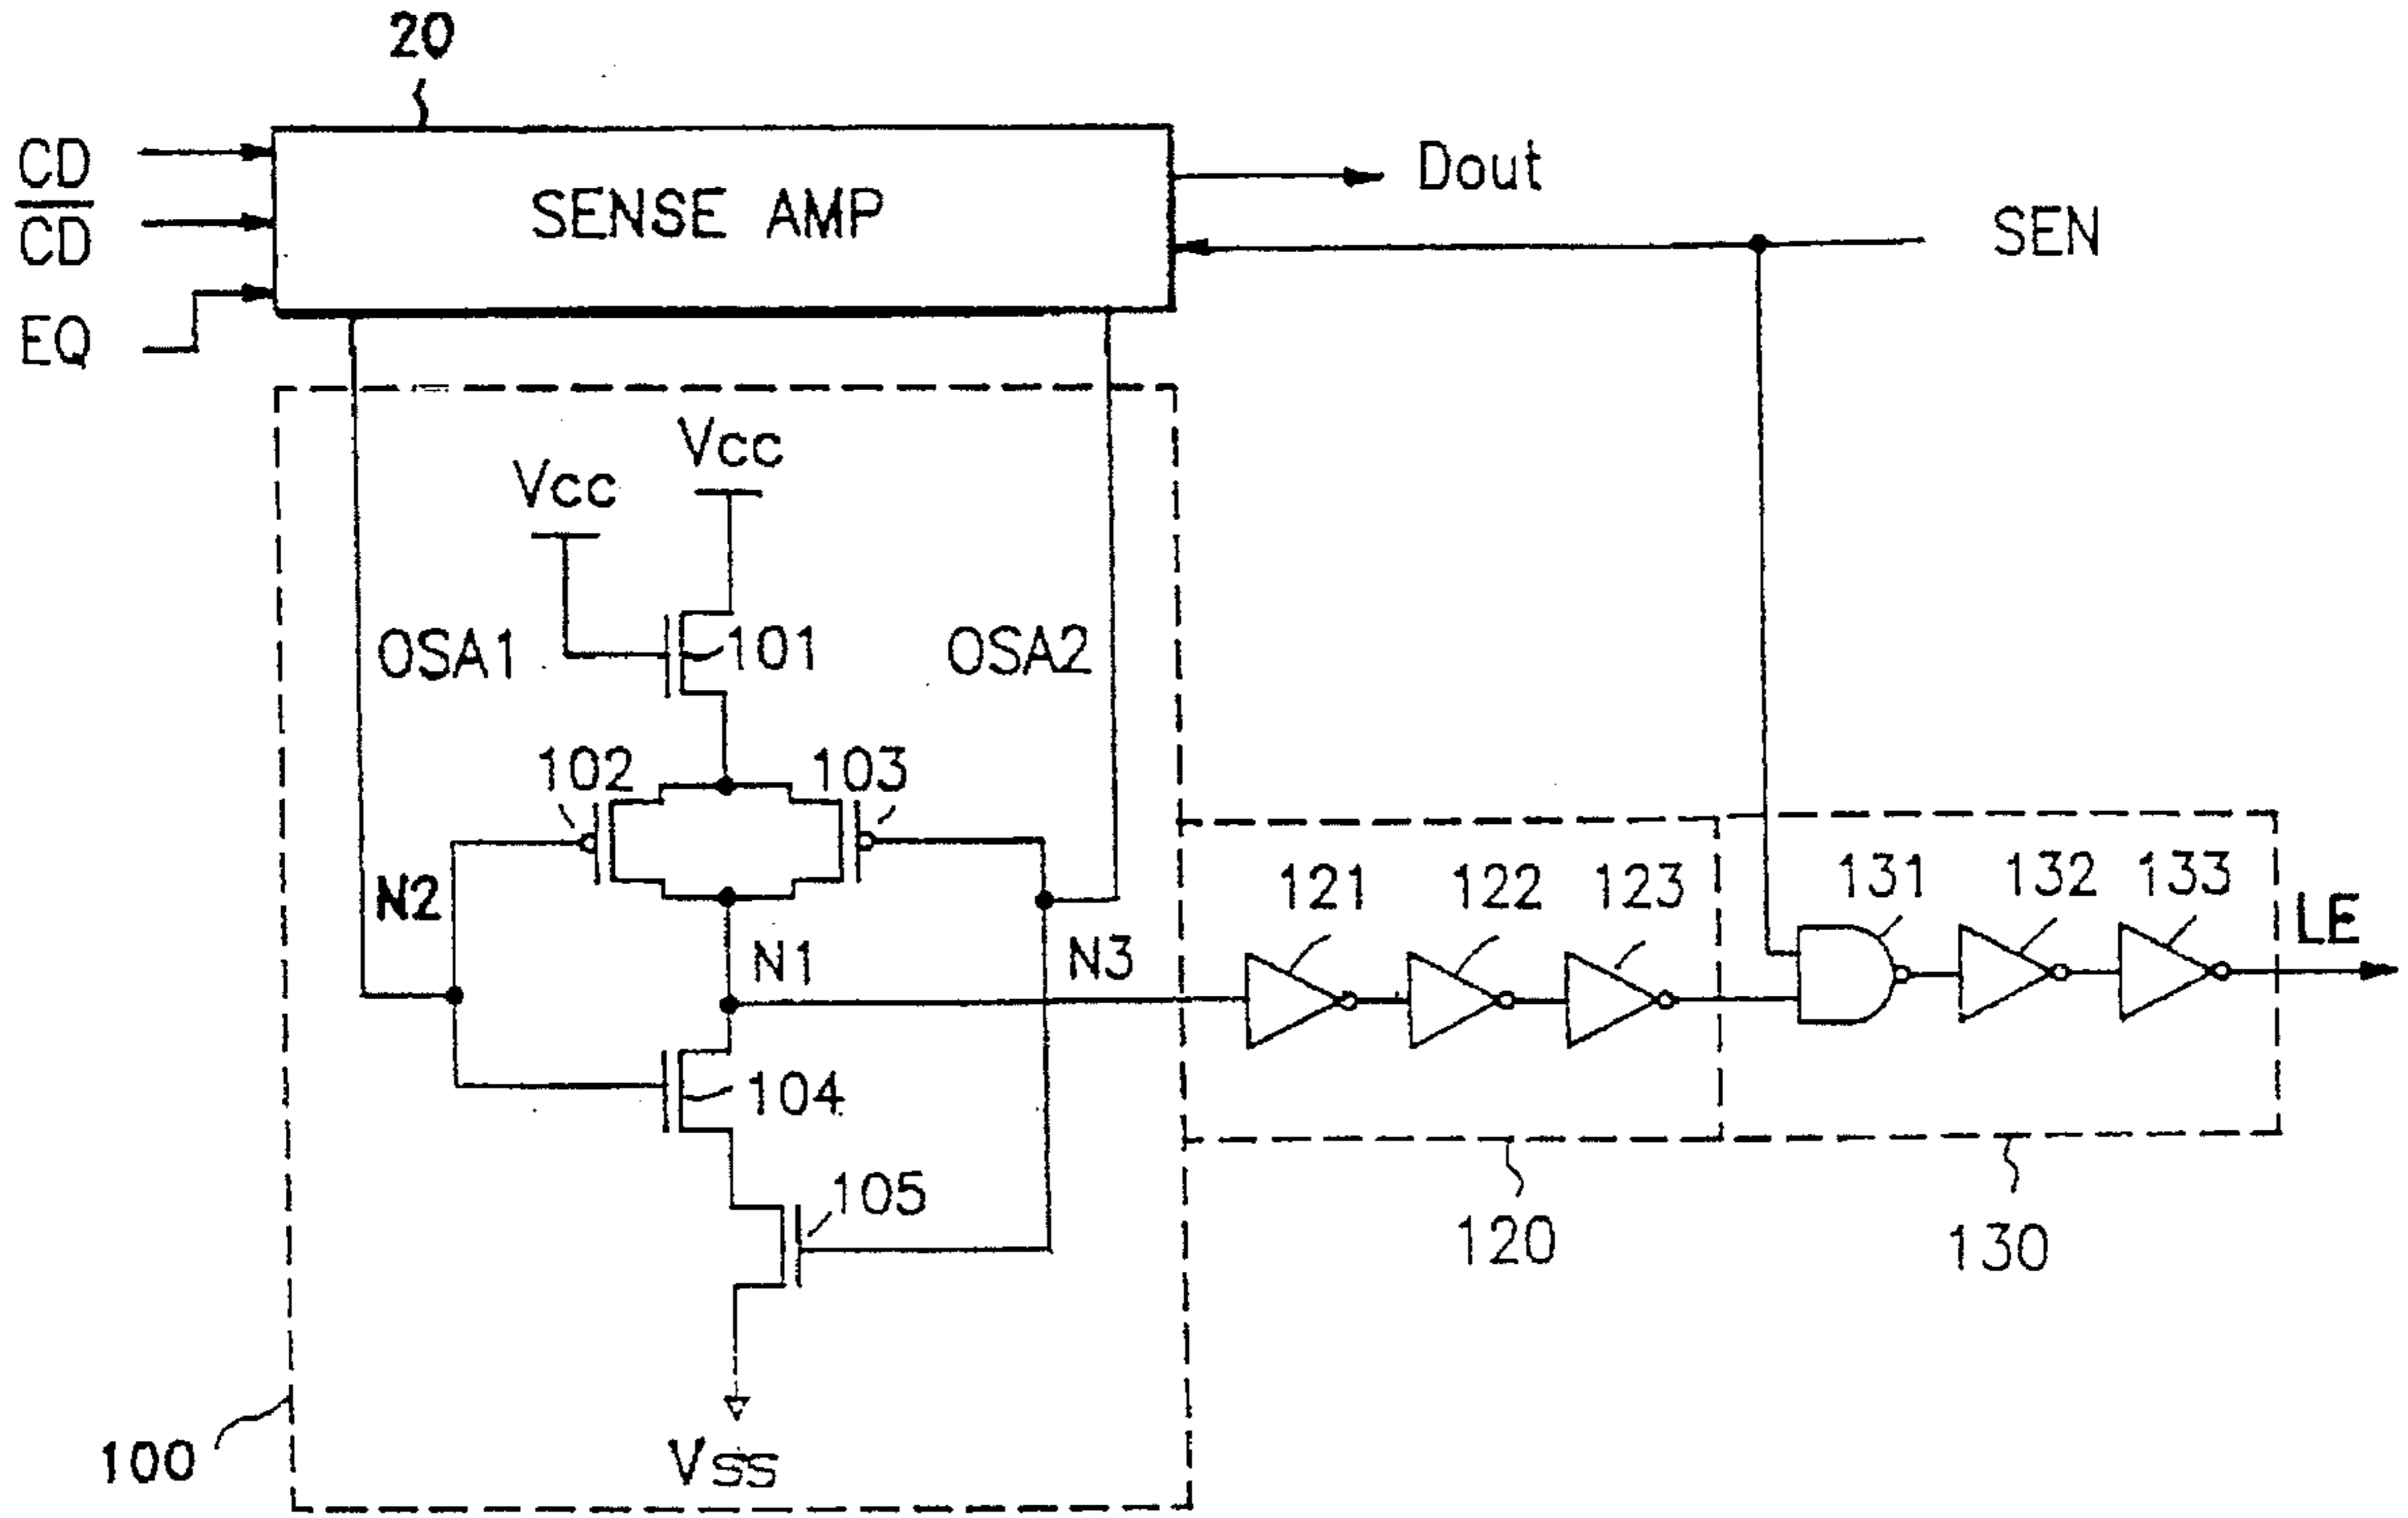 20
CD
C̅D̅
EQ
SENSE AMP
Dout
SEN
Vcc
Vcc
OSA1
101
OSA2
102
103
N2
N1
N3
121
122
123
131
132
133
LE
104
105
120
130
100
Vss